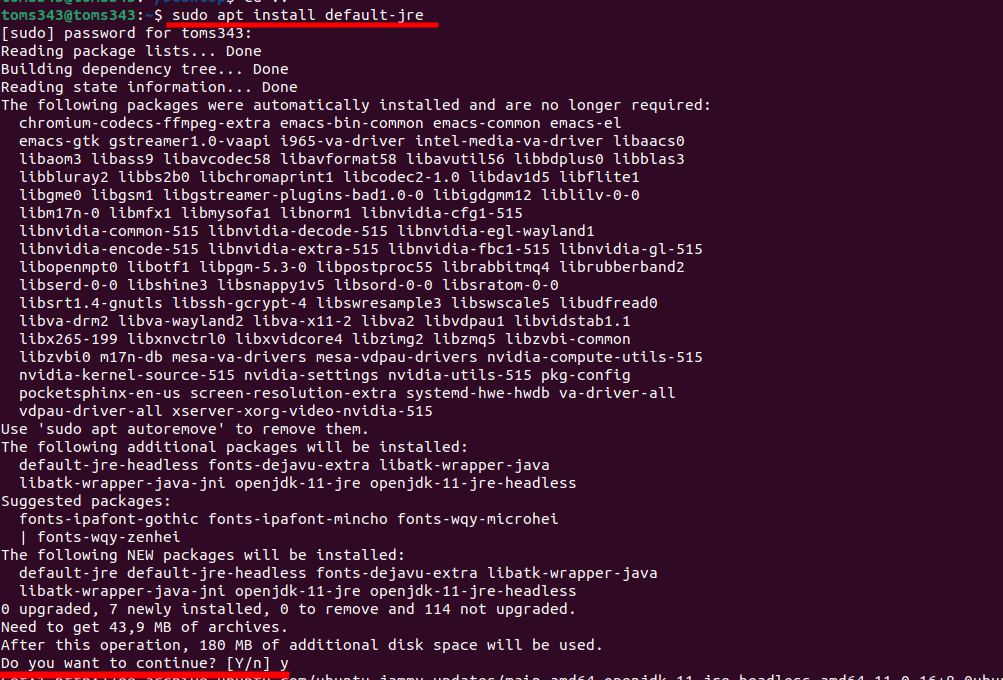 toms343@toms343:~$ sudo apt install default-jre
[sudo] password for toms343:
Reading package lists... Done
Building dependency tree... Done
Reading state information... Done
The following packages were automatically installed and are no longer required:
chromium-codecs-ffmpeg-extra emacs-bin-common emacs-common emacs-el
emacs-gtk gstreamer1.0-vaapi i965-va-driver intel-media-va-driver libaacs0
libaom3 libass9 libavcodec58 libavformat58 libavutil56 libbdplus0 libblas3
libbluray2 libbs2b0 libchromaprint1 libcodec2-1.0 libdav1d5 libflite1
libgme0 libgsm1 libgstreamer-plugins-bad1.0-0 libigdgmm12 liblilv-0-0
libm17n-0 libmfx1 libmysofa1 libnorm1 libnvidia-cfg1-515
libnvidia-common-515 libnvidia-decode-515 libnvidia-egl-wayland1
libnvidia-encode-515 libnvidia-extra-515 libnvidia-fbc1-515 libnvidia-gl-515
libopenmpt0 libotf1 libpgm-5.3-0 libpostproc55 librabbitmq4 librubberband2
libserd-0-0 libshine3 libsnappy1v5 libsord-0-0 libsratom-0-0
libsrt1.4-gnutls libssh-gcrypt-4 libswresample3 libswscale5 libudfread0
libva-drm2 libva-wayland2 libva-x11-2 libva2 libvdpau1 libvidstab1.1
libx265-199 libxnvctrl0 libxvidcore4 libzimg2 libzmq5 libzvbi-common
libzvbi0 m17n-db mesa-va-drivers mesa-vdpau-drivers nvidia-compute-utils-515
nvidia-kernel-source-515 nvidia-settings nvidia-utils-515 pkg-config
pocketsphinx-en-us screen-resolution-extra systemd-hwe-hwdb va-driver-all
vdpau-driver-all xserver-xorg-video-nvidia-515
Use 'sudo apt autoremove' to remove them.
The following additional packages will be installed:
default-jre-headless fonts-dejavu-extra libatk-wrapper-java
libatk-wrapper-java-jni openjdk-11-jre openjdk-11-jre-headless
Suggested packages:
fonts-ipafont-gothic fonts-ipafont-mincho fonts-wqy-microhei
| fonts-wqy-zenhei
The following NEW packages will be installed:
default-jre default-jre-headless fonts-dejavu-extra libatk-wrapper-java
libatk-wrapper-java-jni openjdk-11-jre openjdk-11-jre-headless
0 upgraded, 7 newly installed, 0 to remove and 114 not upgraded.
Need to get 43,9 MB of archives.
After this operation, 180 MB of additional disk space will be used.
Do you want to continue? [Y/n] y